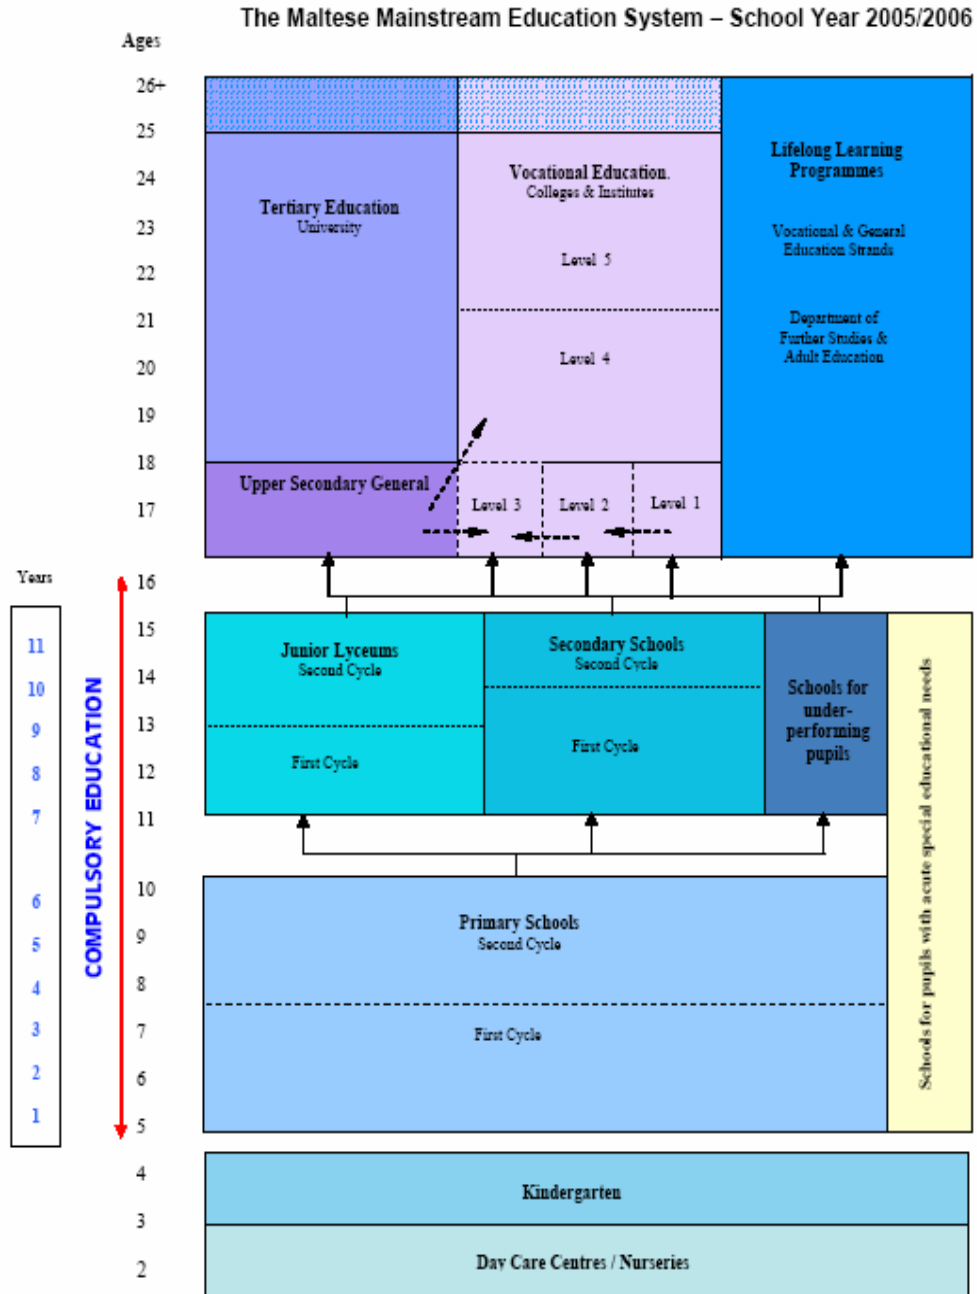 The Maltese Mainstream Education System – School Year 2005/2006
Ages
26+
25
24
23
22
21
20
19
18
17
16
15
14
13
12
11
10
9
8
7
6
5
4
3
2
Tertiary Education
University
Vocational Education.
Colleges & Institutes
Level 5
Level 4
Lifelong Learning
Programmes
Vocational & General
Education Strands
Department of
Further Studies &
Adult Education
Upper Secondary General
Level 3
Level 2
Level 1
Years
11
10
9
8
7
6
5
4
3
2
1
COMPULSORY EDUCATION
Junior Lyceums
Second Cycle
First Cycle
Secondary Schools
Second Cycle
First Cycle
Schools for
under-
performing
pupils
Schools for pupils with acute special educational needs
Primary Schools
Second Cycle
First Cycle
Kindergarten
Day Care Centres / Nurseries